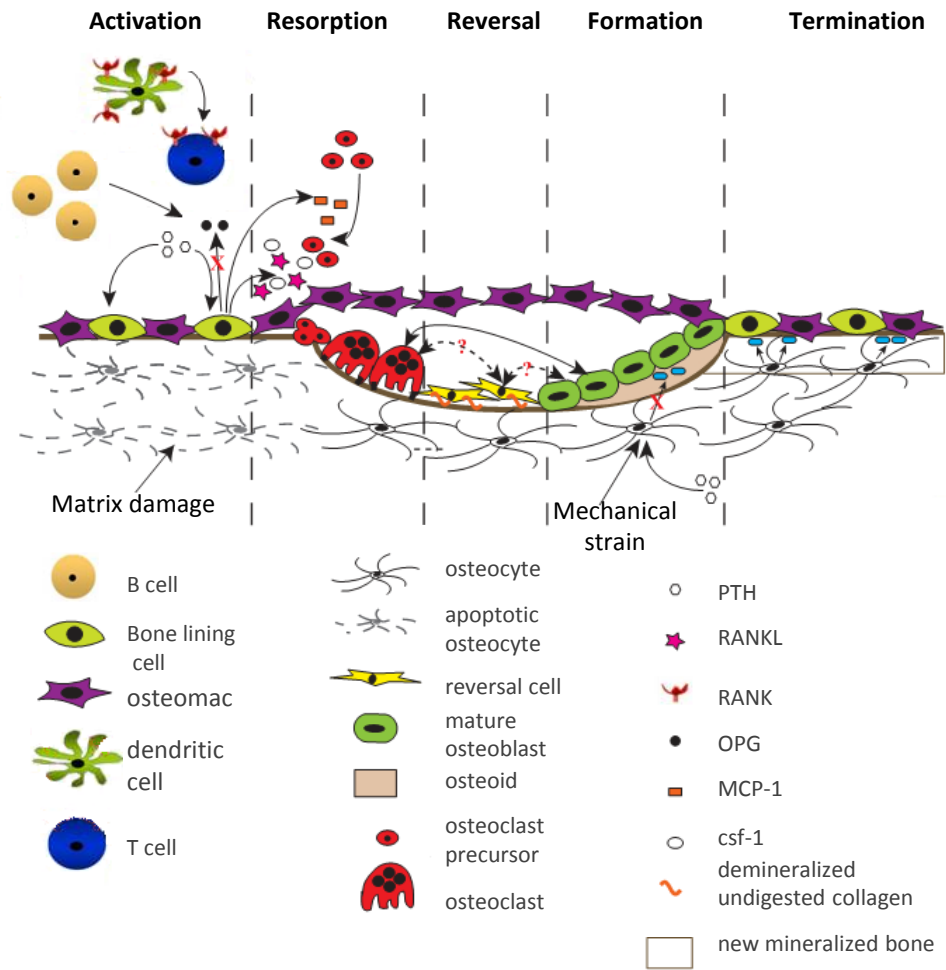 Activation Resorption Reversal Formation Termination
X
?
?
X
Matrix damage
Mechanical
strain
B cell
Bone lining
cell
osteomac
dendritic
cell
T cell
osteocyte
apoptotic
osteocyte
reversal cell
mature
osteoblast
osteoid
osteoclast
precursor
osteoclast
PTH
RANKL
RANK
OPG
MCP-1
csf-1
demineralized
undigested collagen
new mineralized bone